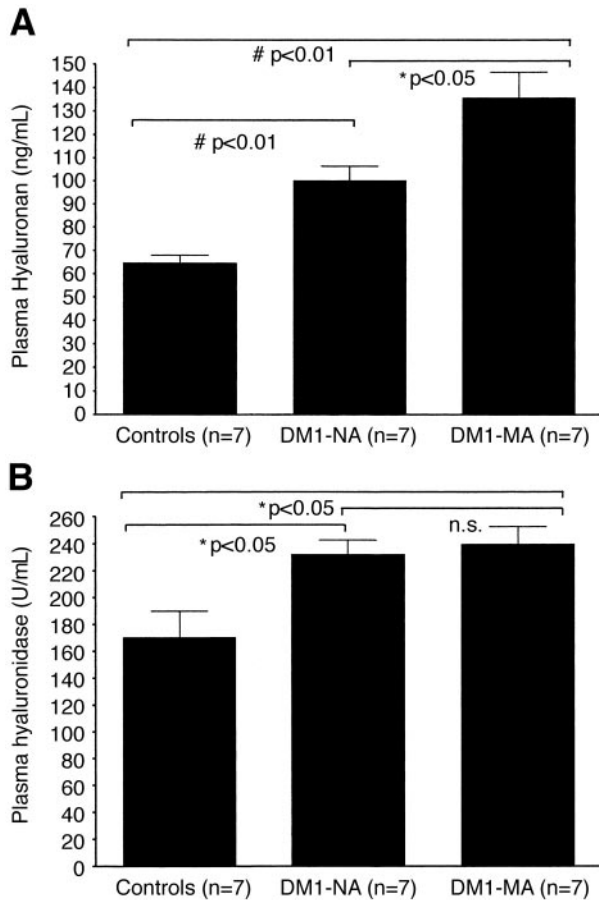 A
# p<0.01
*p<0.05
# p<0.01
150
140
130
120
110
100
90
80
70
60
50
40
30
20
10
0
Plasma Hyaluronan (ng/mL)
Controls (n=7) DM1-NA (n=7) DM1-MA (n=7)
B
*p<0.05
n.s.
*p<0.05
260
240
220
200
180
160
140
120
100
80
60
40
20
0
Plasma hyaluronidase (U/mL)
Controls (n=7) DM1-NA (n=7) DM1-MA (n=7)